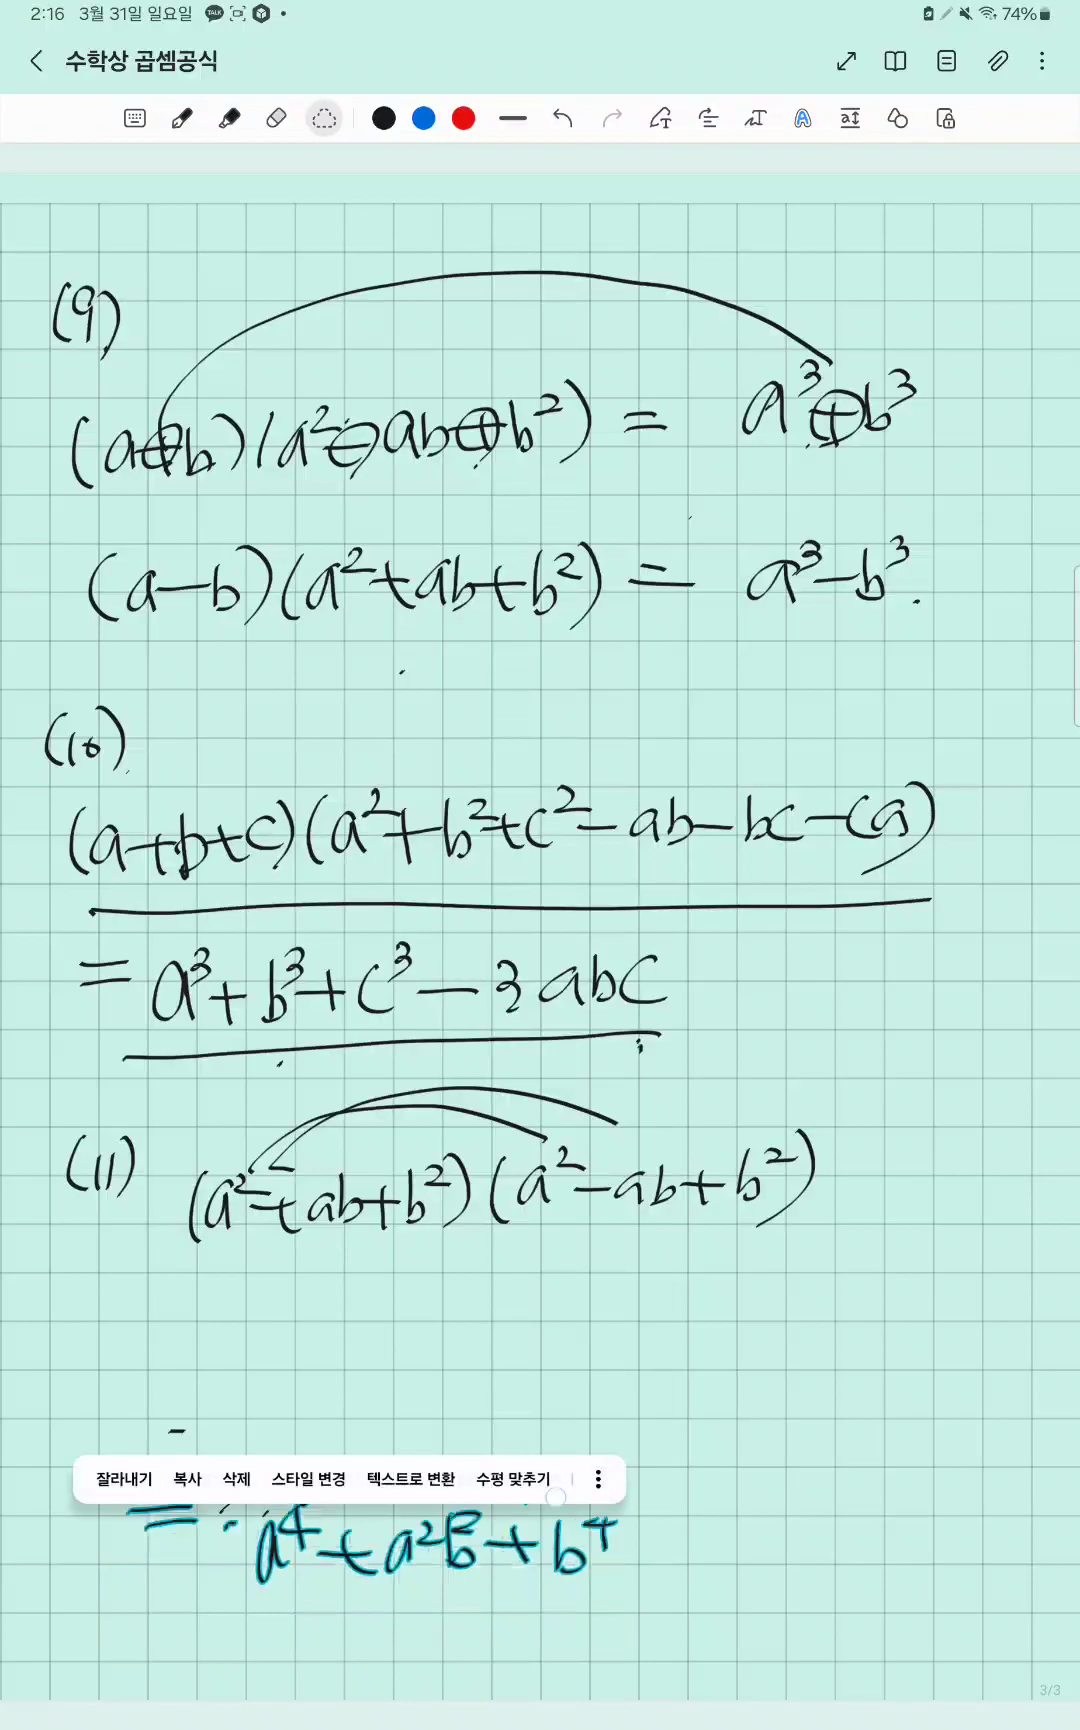 2:16 3월 31일 일요일 TALK 74%
수학상 곱셈공식
(9)
(a+b)(a²-ab+b²) = a³+b³
(a-b)(a²+ab+b²) = a³-b³.
(10)
(a+b+c)(a²+b²+c²-ab-bc-ca)
= a³+b³+c³-3abc
(11) (a²+ab+b²)(a²-ab+b²)
잘라내기 복사 삭제 스타일 변경 텍스트로 변환 수평 맞추기
= a⁴+a²b²+b⁴
3/3